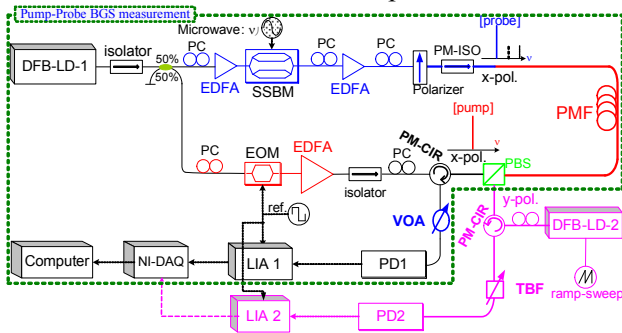 Pump-Probe BGS measurement
Microwave: ν
[probe]
isolator
50%
50%
PC
PC
PC
PM-ISO
ν
DFB-LD-1
EDFA
SSBM
EDFA
Polarizer
x-pol.
PMF
[pump]
ν
PC
EOM
EDFA
isolator
PC
PM-CIR
x-pol.
PBS
ref.
VOA
y-pol.
PM-CIR
PC
DFB-LD-2
Computer
NI-DAQ
LIA 1
PD1
LIA 2
PD2
TBF
ramp-sweep